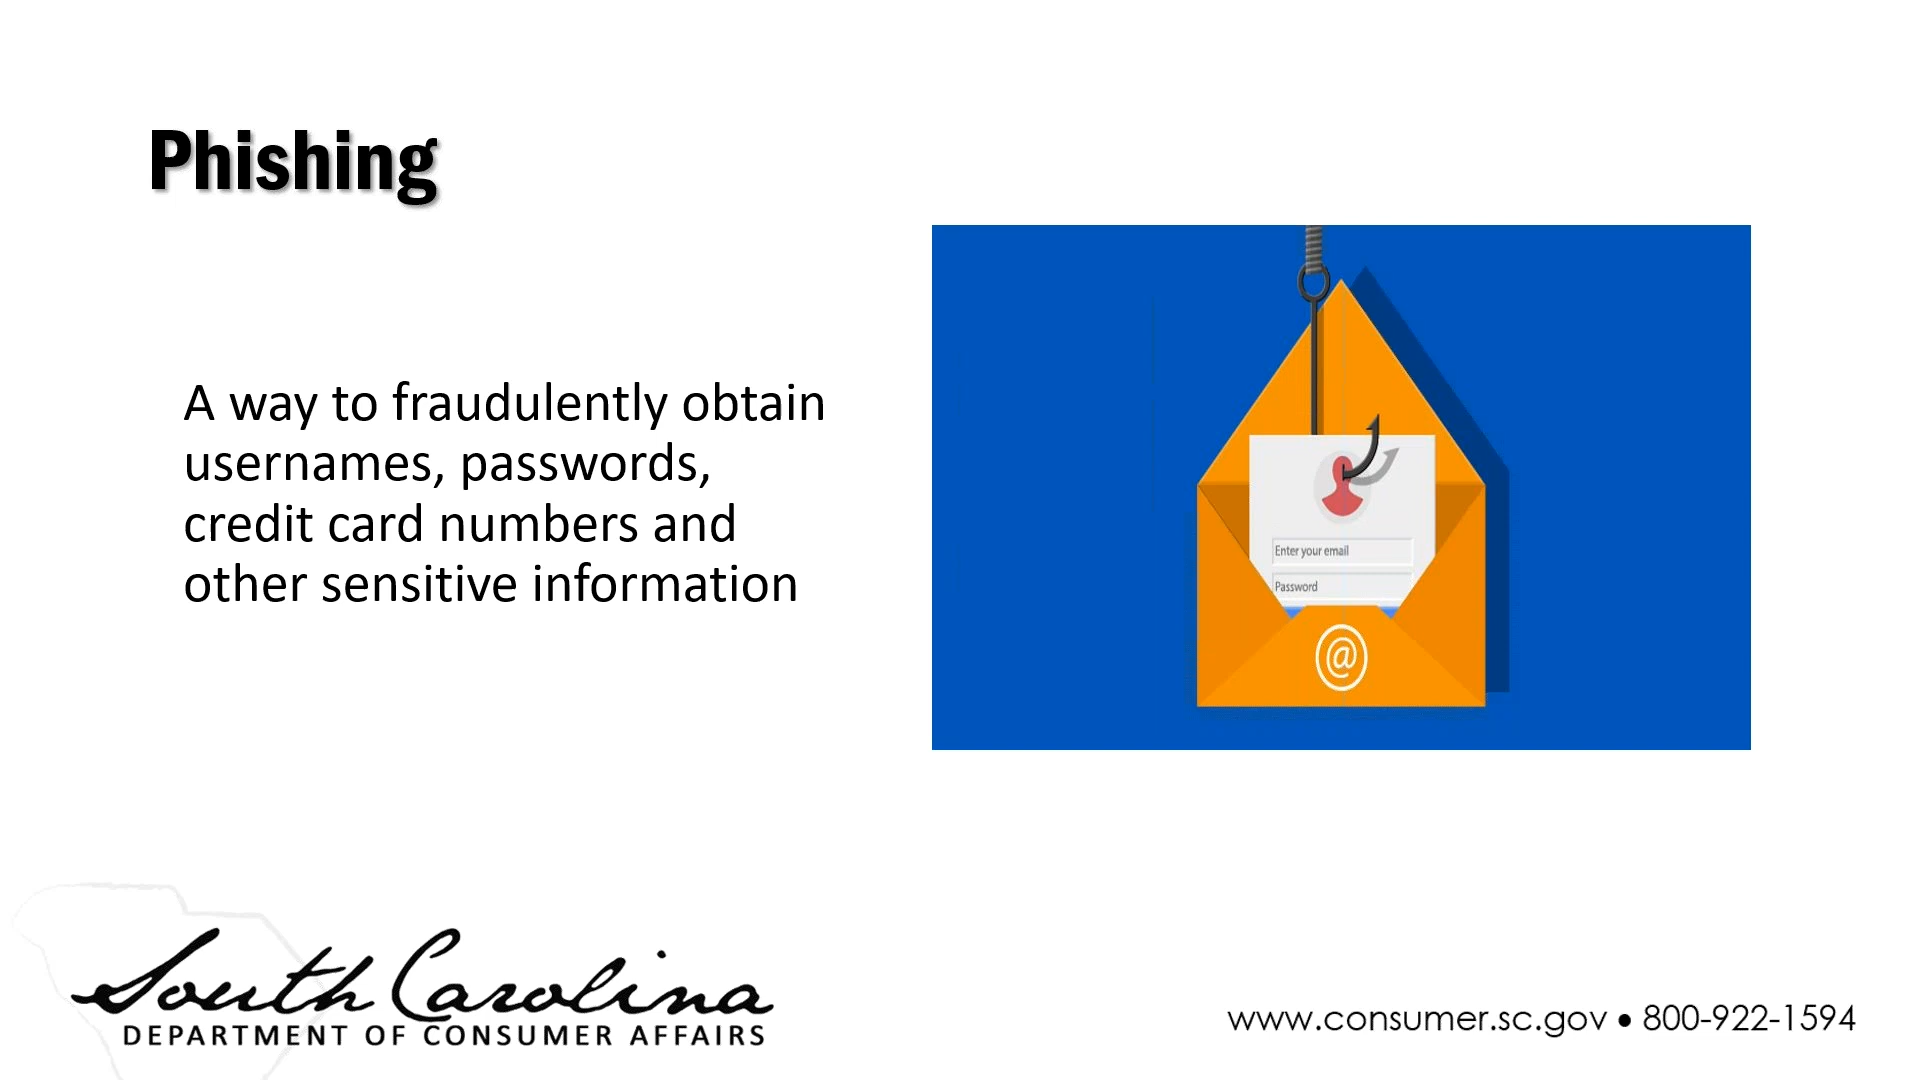 Phishing
A way to fraudulently obtain
usernames, passwords,
credit card numbers and
other sensitive information
Enter your email
Password
@
South Carolina
DEPARTMENT OF CONSUMER AFFAIRS
www.consumer.sc.gov • 800-922-1594